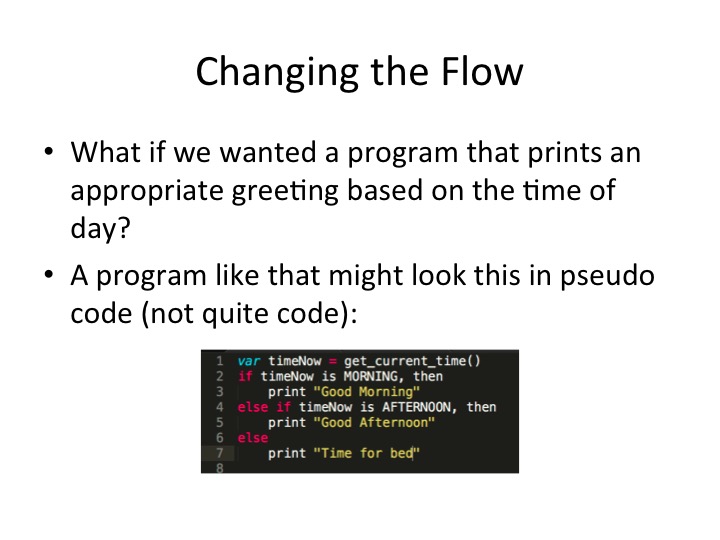 Changing the Flow
• What if we wanted a program that prints an
appropriate greeting based on the time of
day?
• A program like that might look this in pseudo
code (not quite code):
1 var timeNow = get_current_time()
2 if timeNow is MORNING, then
3 print "Good Morning"
4 else if timeNow is AFTERNOON, then
5 print "Good Afternoon"
6 else
7 print "Time for bed"
8